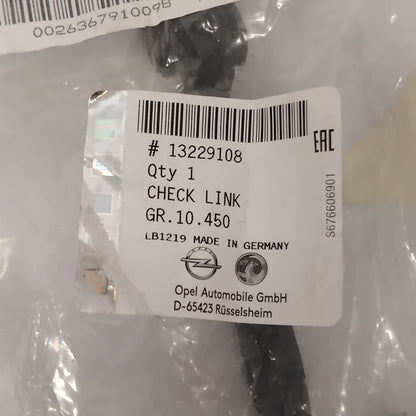 0026367910098
# 13229108
Qty 1
CHECK LINK
GR.10.450
LB1219 MADE IN GERMANY
Opel Automobile GmbH
D-65423 Rüsselsheim
EAC
S676606901